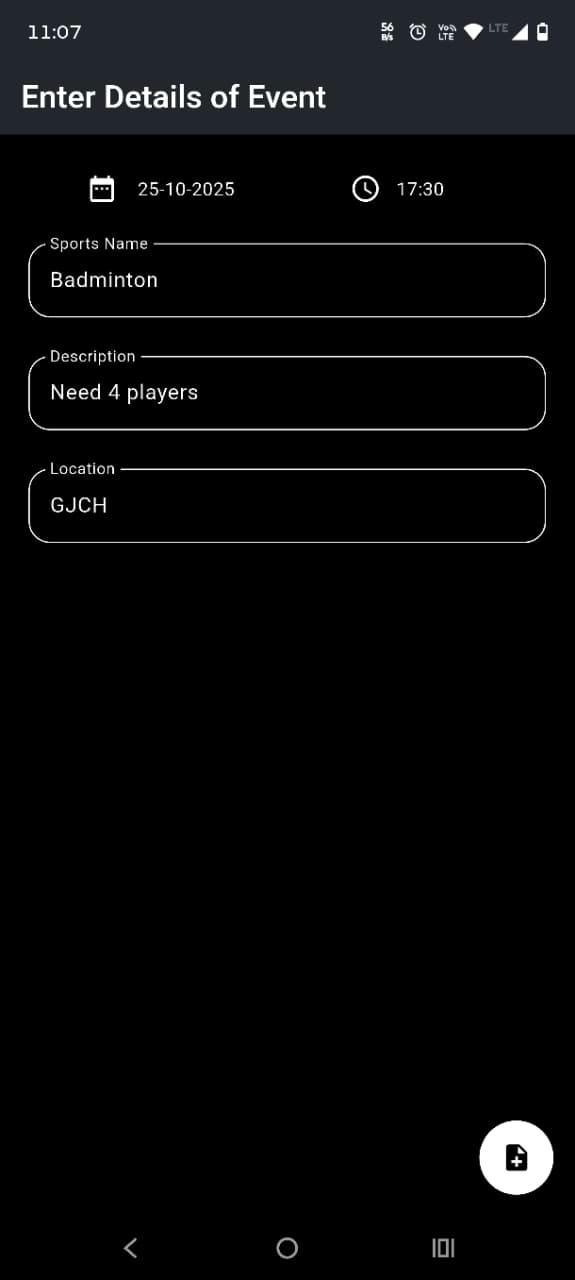 11:07 56 B/s Vo LTE LTE
Enter Details of Event
25-10-2025 17:30
Sports Name
Badminton
Description
Need 4 players
Location
GJCH